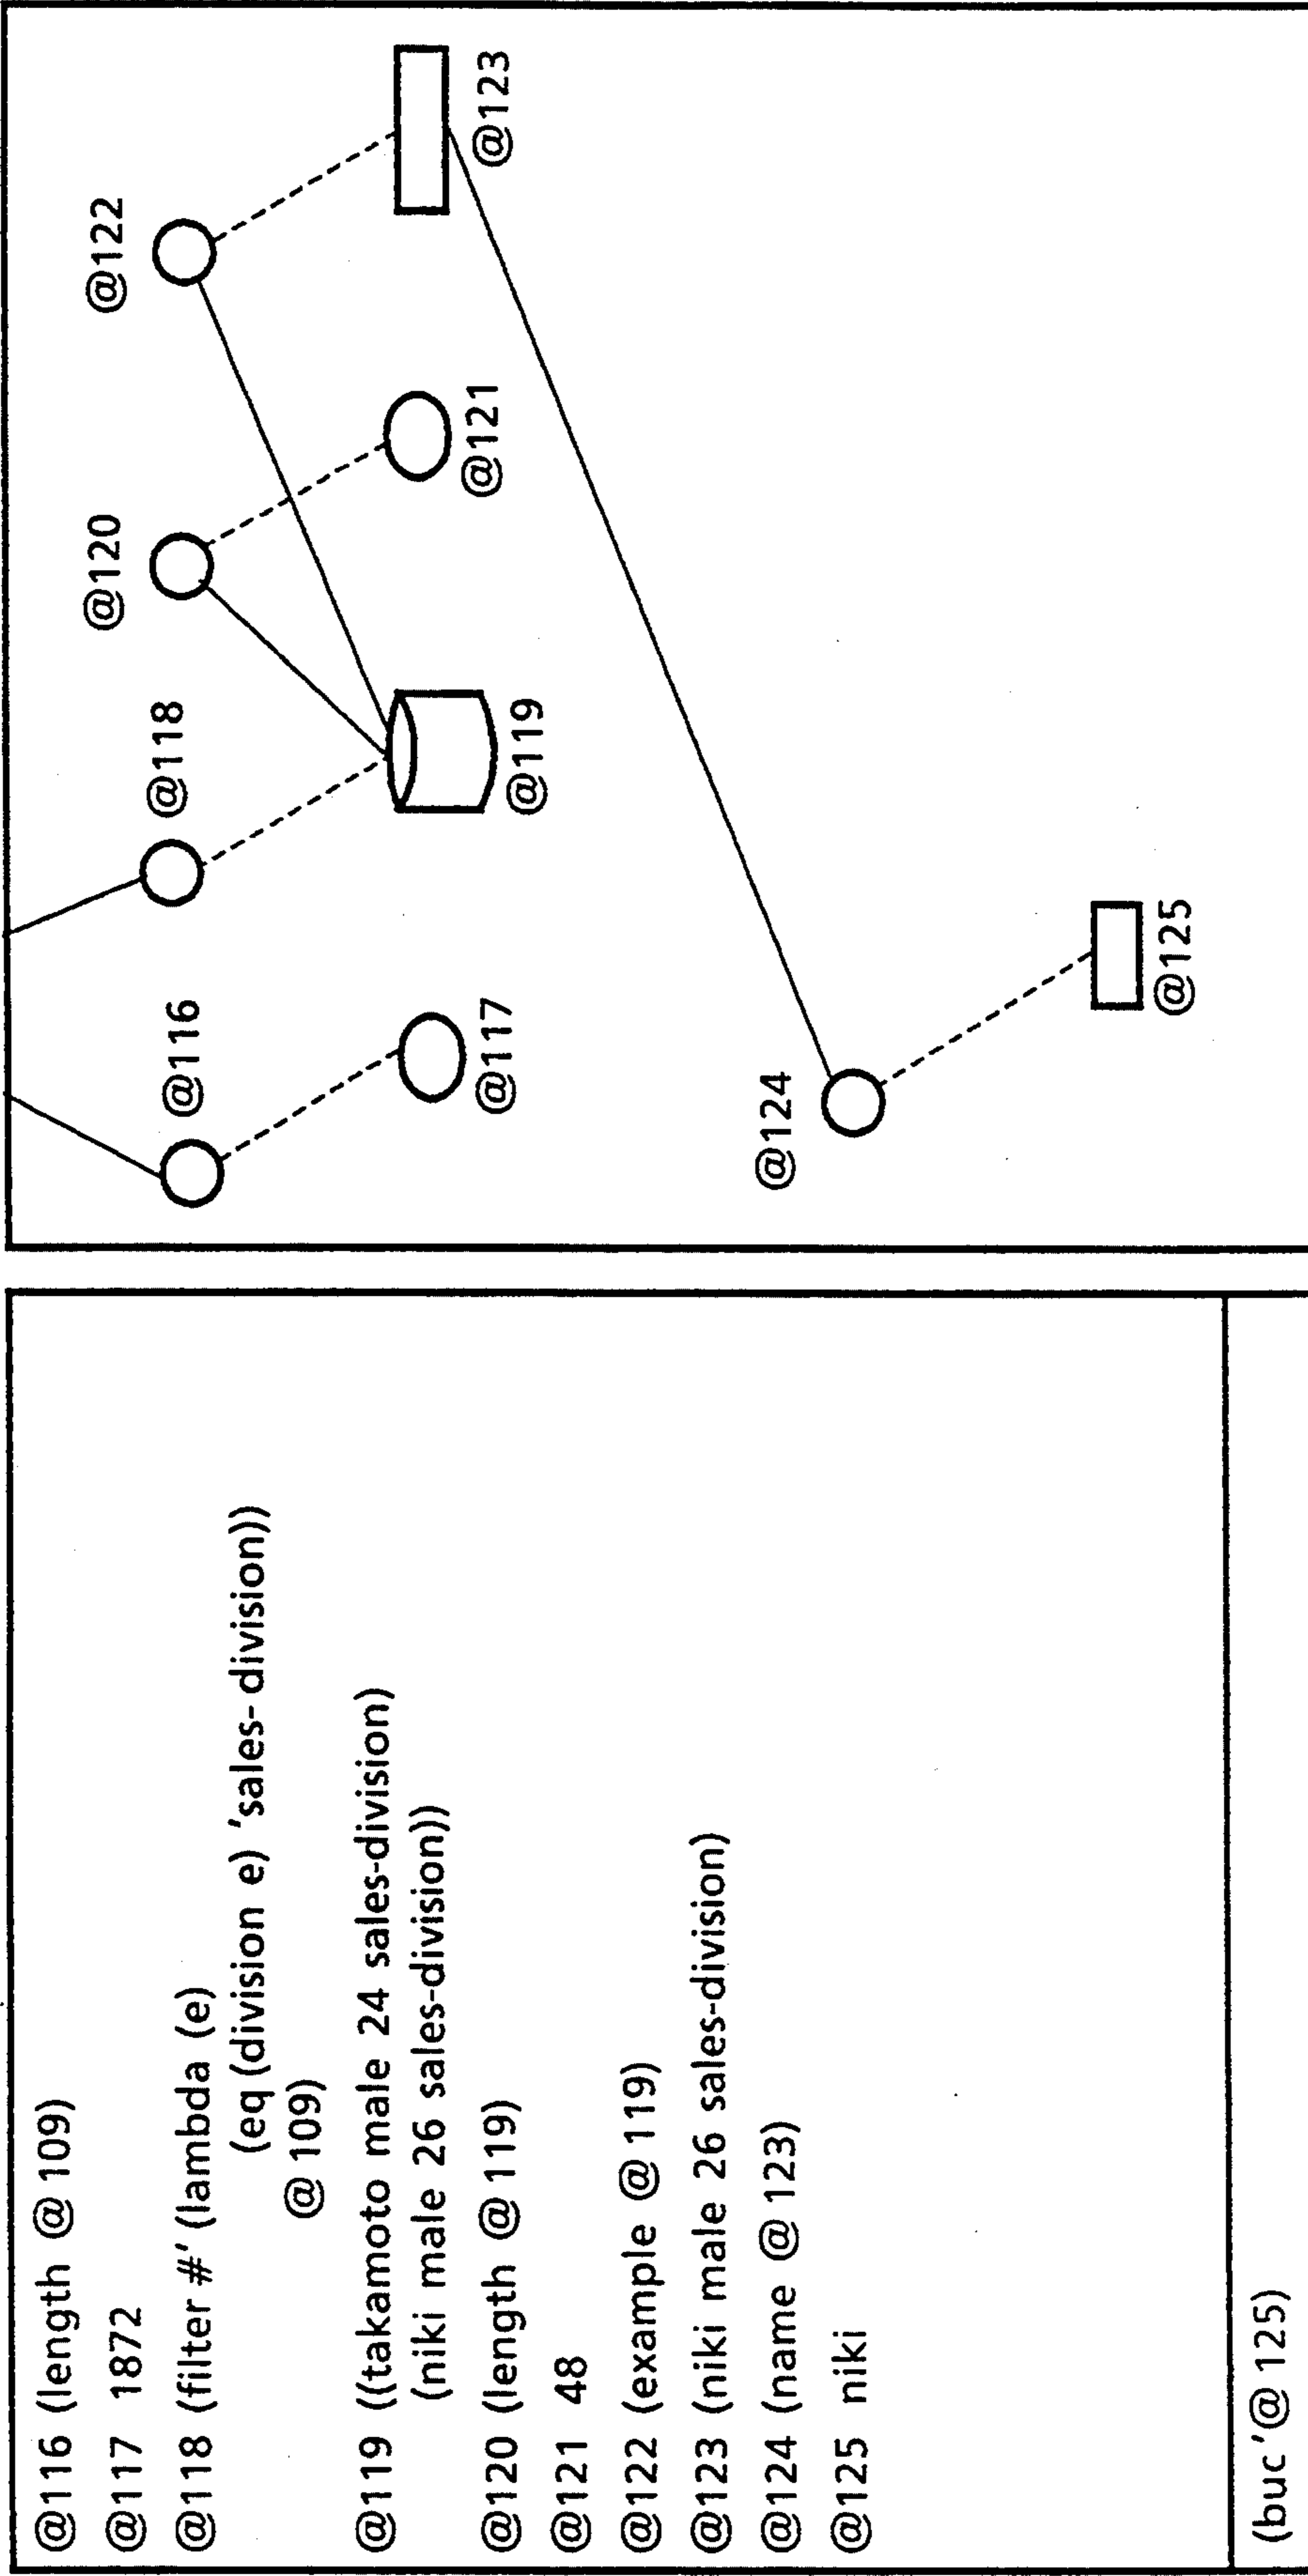 @116 (length @109)
@117 1872
@118 (filter #' (lambda (e)
(eq (division e) 'sales-division))
@109)
@119 ((takamoto male 24 sales-division)
(niki male 26 sales-division))
@120 (length @119)
@121 48
@122 (example @119)
@123 (niki male 26 sales-division)
@124 (name @123)
@125 niki
(buc'@125)
@116
@118
@120
@122
@117
@119
@121
@123
@124
@125